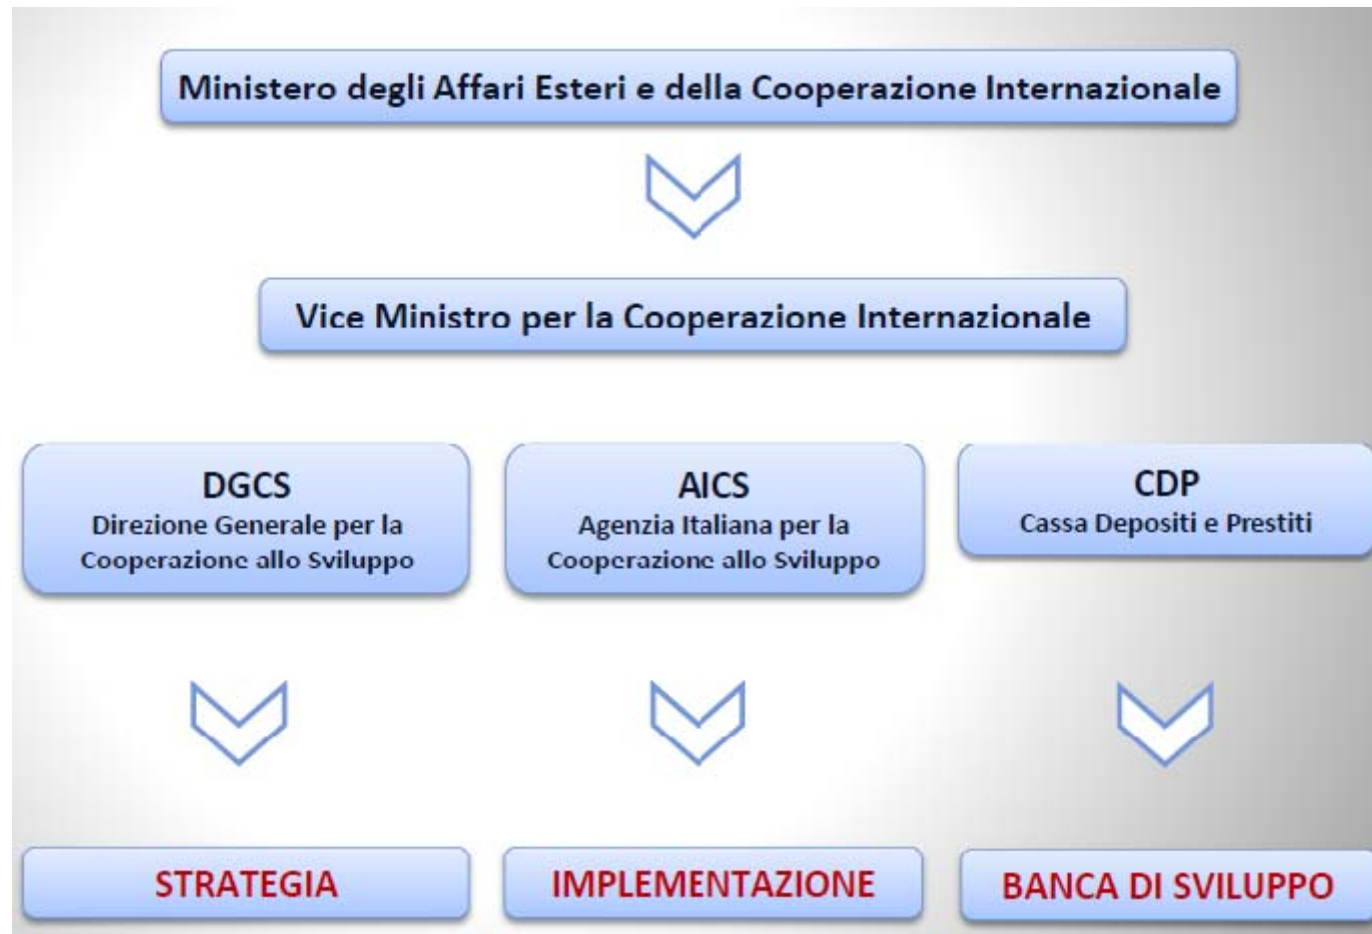 Ministero degli Affari Esteri e della Cooperazione Internazionale
Vice Ministro per la Cooperazione Internazionale
DGCS
Direzione Generale per la
Cooperazione allo Sviluppo
AICS
Agenzia Italiana per la
Cooperazione allo Sviluppo
CDP
Cassa Depositi e Prestiti
STRATEGIA
IMPLEMENTAZIONE
BANCA DI SVILUPPO